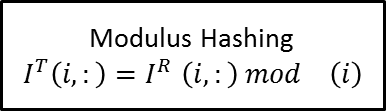 Modulus Hashing
I^T(i,:) = I^R (i,:) mod (i)